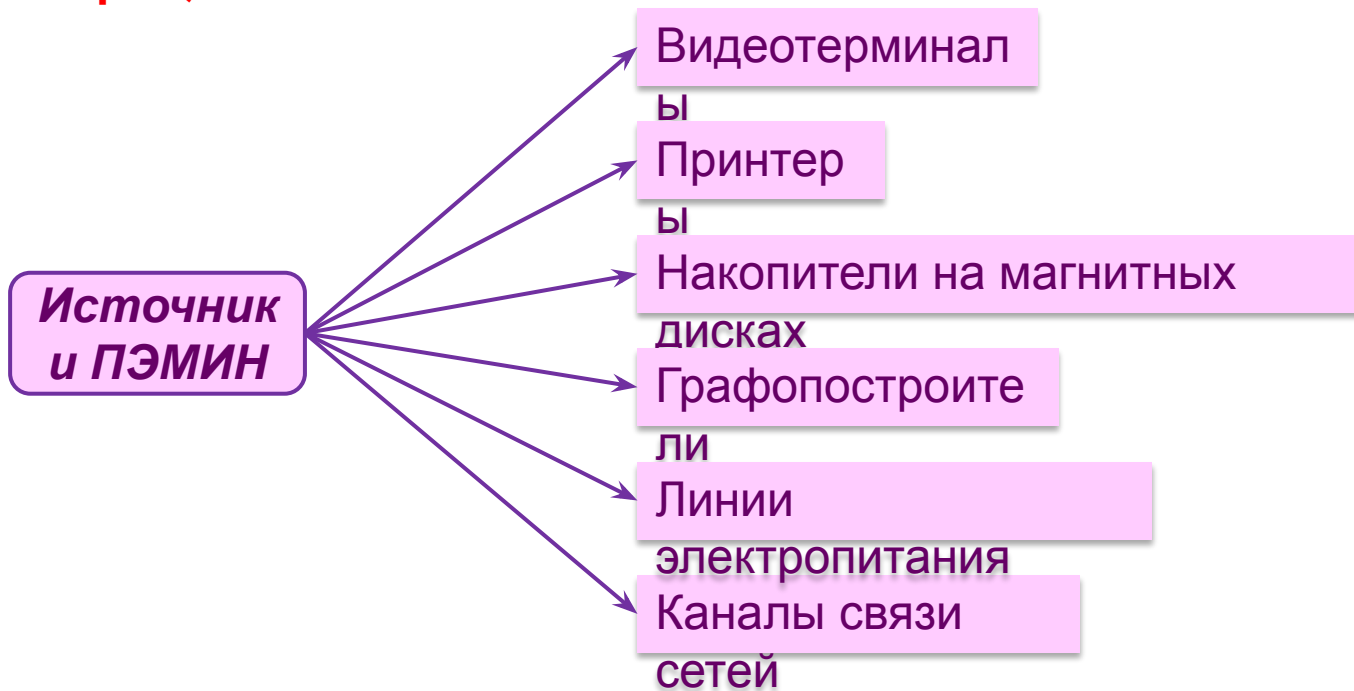 Видеотерминал
ы
Принтер
ы
Накопители на магнитных
дисках
Источник
и ПЭМИН
Графопостроите
ли
Линии
электропитания
Каналы связи
сетей